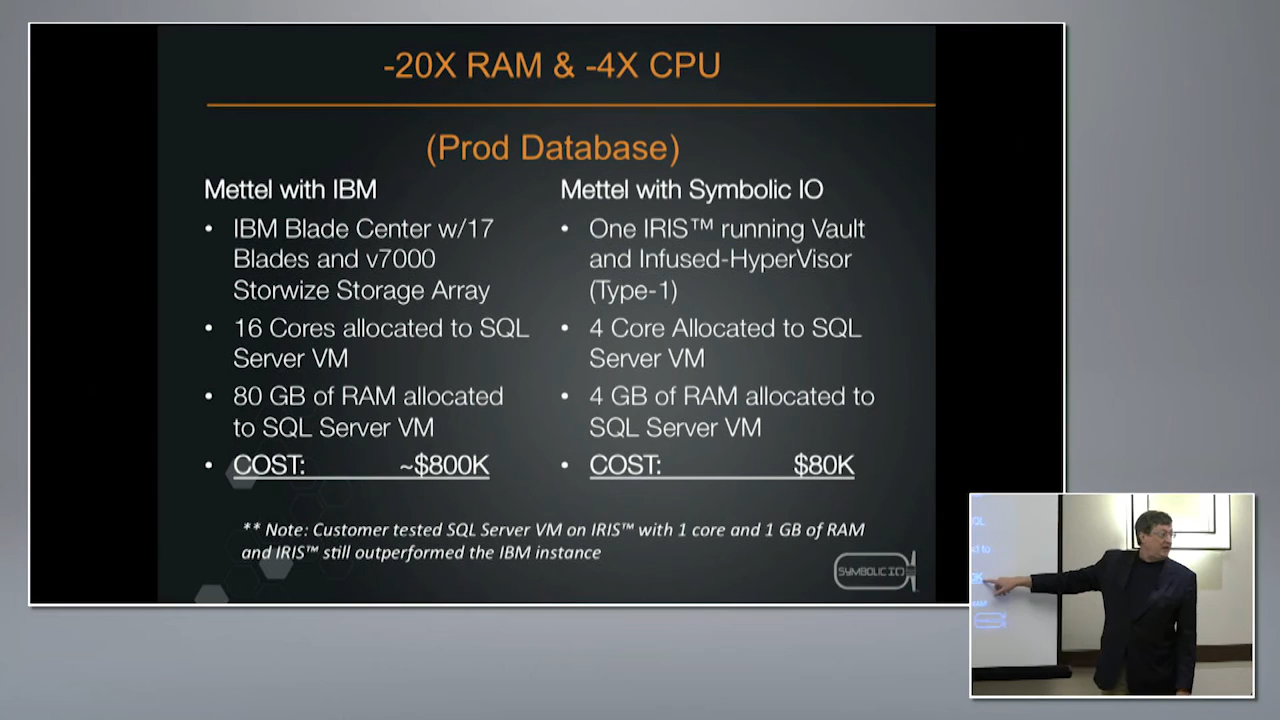 -20X RAM & -4X CPU
(Prod Database)
Mettel with IBM
• IBM Blade Center w/17
Blades and v7000
Storwize Storage Array
• 16 Cores allocated to SQL
Server VM
• 80 GB of RAM allocated
to SQL Server VM
• COST: ~$800K
Mettel with Symbolic IO
• One IRIS™ running Vault
and Infused-HyperVisor
(Type-1)
• 4 Core Allocated to SQL
Server VM
• 4 GB of RAM allocated to
SQL Server VM
• COST: $80K
** Note: Customer tested SQL Server VM on IRIS™ with 1 core and 1 GB of RAM
and IRIS™ still outperformed the IBM instance
SYMBOLIC IO